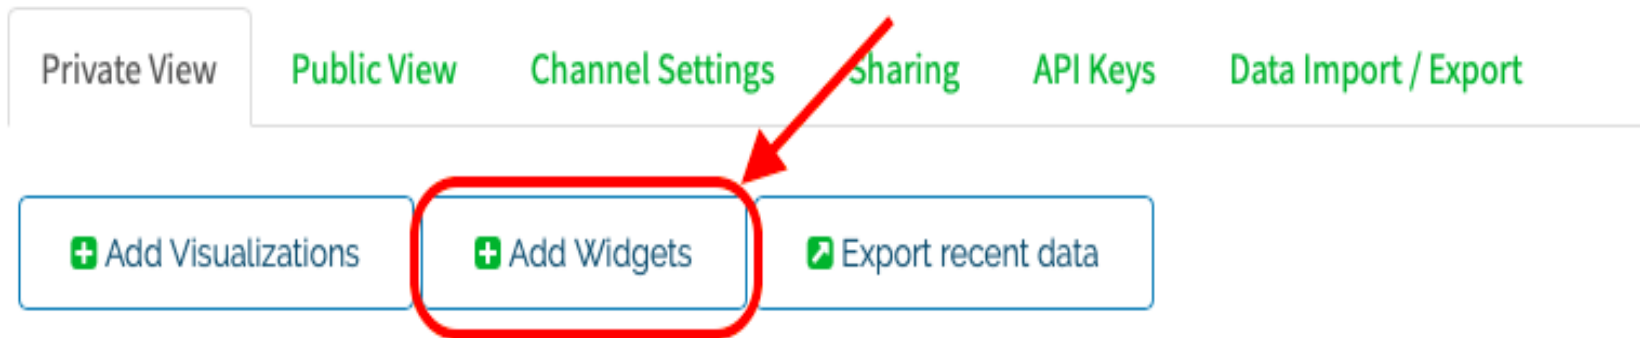 Private View Public View Channel Settings Sharing API Keys Data Import / Export
Add Visualizations Add Widgets Export recent data